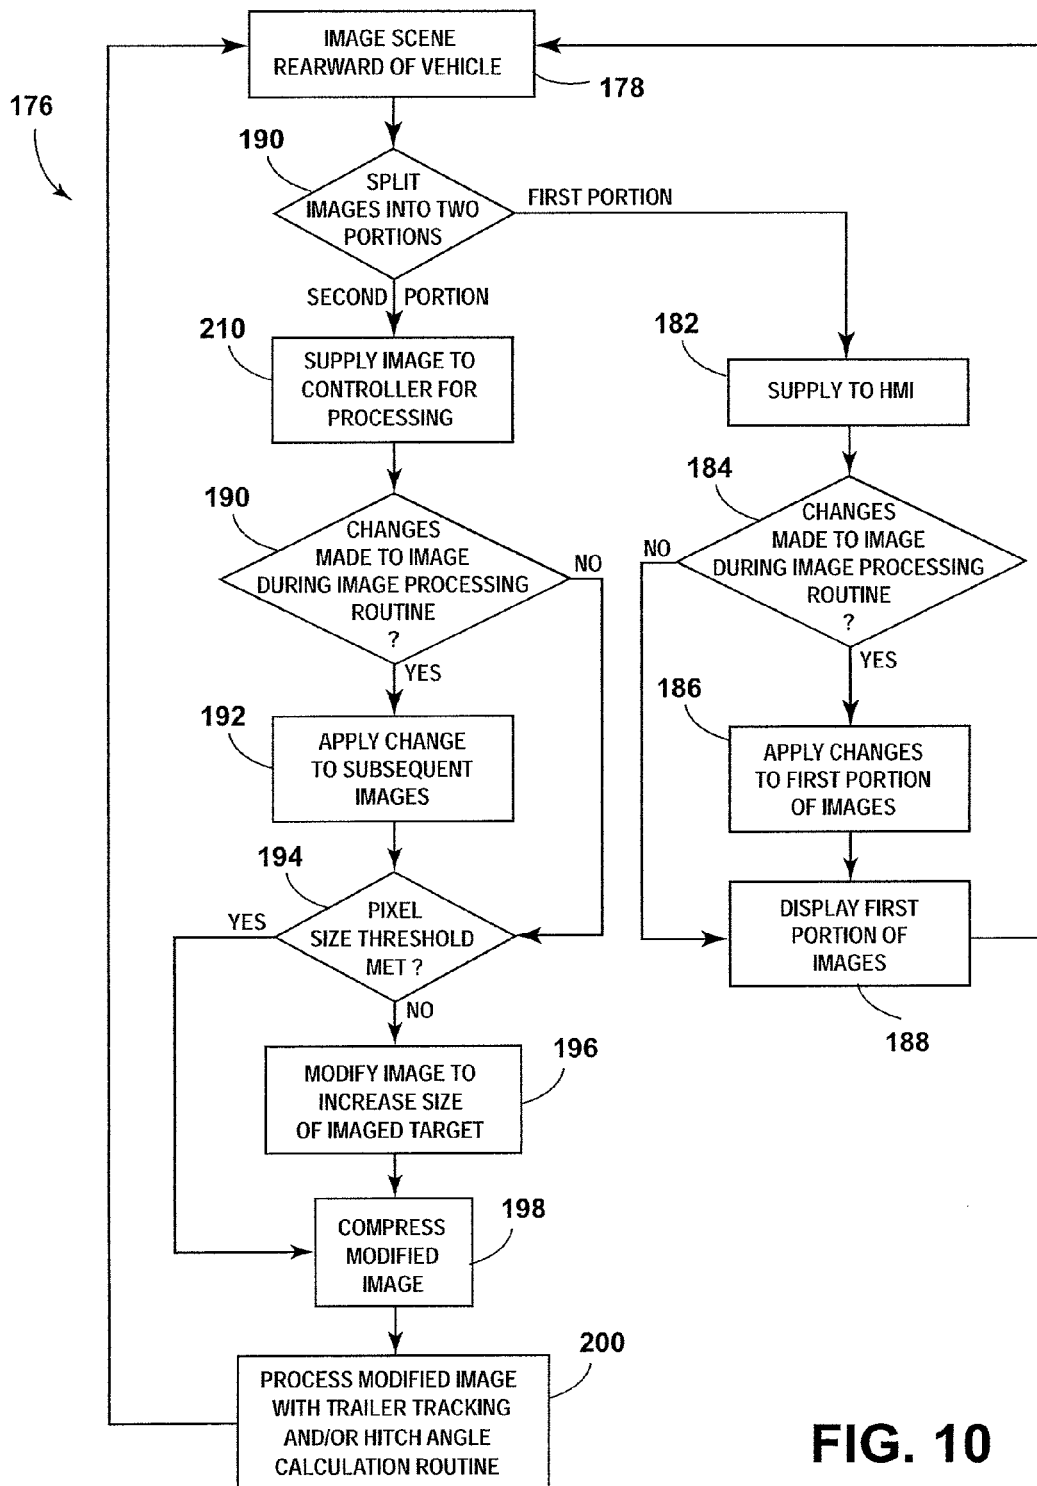 IMAGE SCENE
REARWARD OF VEHICLE
178
176
190
SPLIT
IMAGES INTO TWO
PORTIONS
FIRST PORTION
SECOND PORTION
210
SUPPLY IMAGE TO
CONTROLLER FOR
PROCESSING
182
SUPPLY TO HMI
190
CHANGES
MADE TO IMAGE
DURING IMAGE PROCESSING
ROUTINE
?
NO
YES
184
CHANGES
MADE TO IMAGE
DURING IMAGE PROCESSING
ROUTINE
?
NO
YES
192
APPLY CHANGE
TO SUBSEQUENT
IMAGES
186
APPLY CHANGES
TO FIRST PORTION
OF IMAGES
194
PIXEL
SIZE THRESHOLD
MET ?
YES
NO
DISPLAY FIRST
PORTION OF
IMAGES
188
196
MODIFY IMAGE TO
INCREASE SIZE
OF IMAGED TARGET
198
COMPRESS
MODIFIED
IMAGE
200
PROCESS MODIFIED IMAGE
WITH TRAILER TRACKING
AND/OR HITCH ANGLE
CALCULATION ROUTINE
FIG. 10